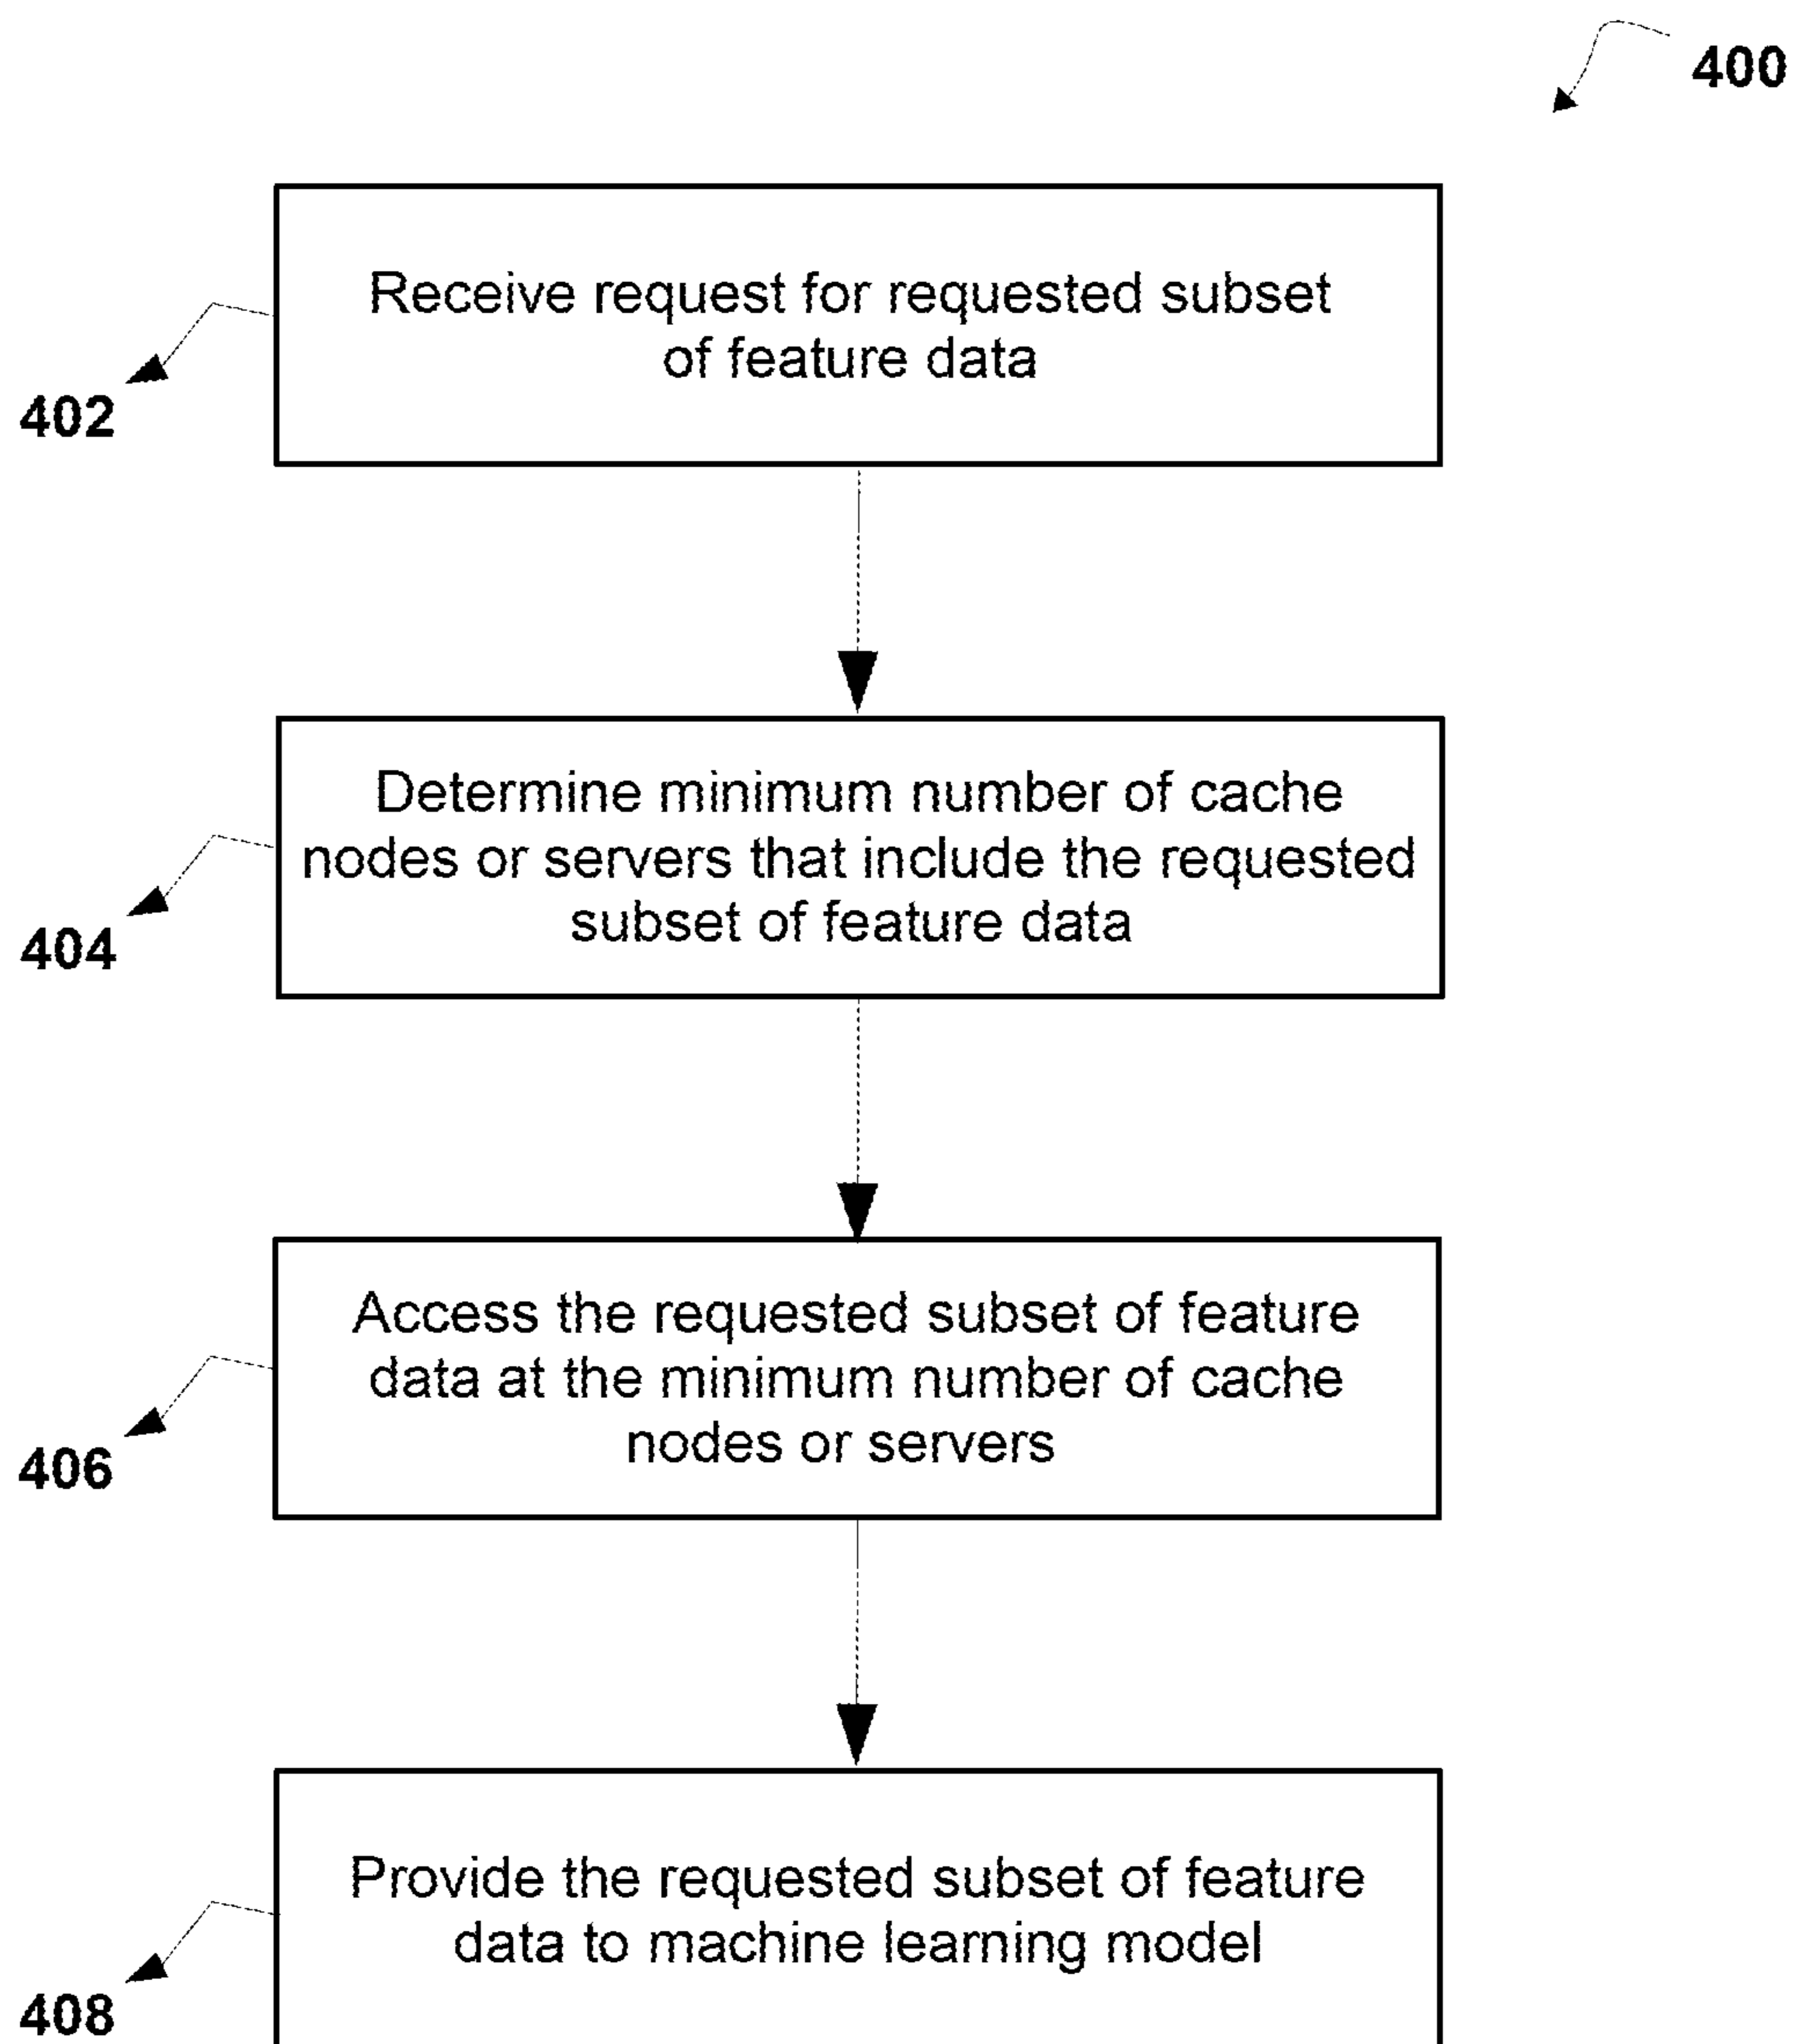 400
Receive request for requested subset
of feature data
402
Determine minimum number of cache
nodes or servers that include the requested
subset of feature data
404
Access the requested subset of feature
data at the minimum number of cache
nodes or servers
406
Provide the requested subset of feature
data to machine learning model
408